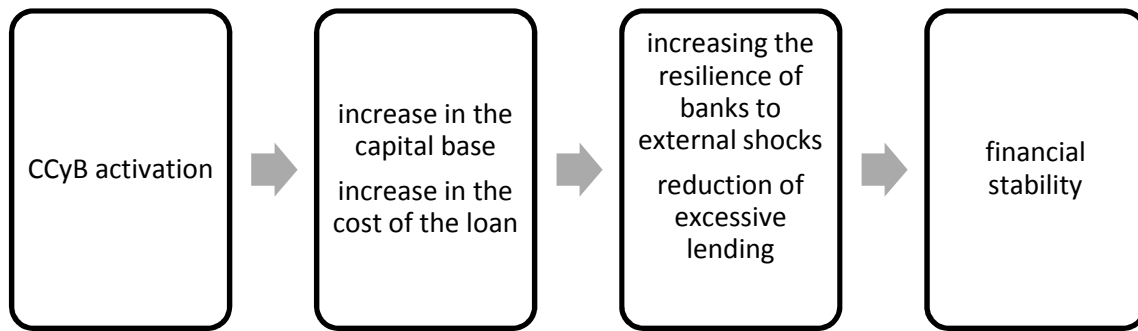 CCyB activation
increase in the
capital base
increase in the
cost of the loan
increasing the
resilience of
banks to
external shocks
reduction of
excessive
lending
financial
stability